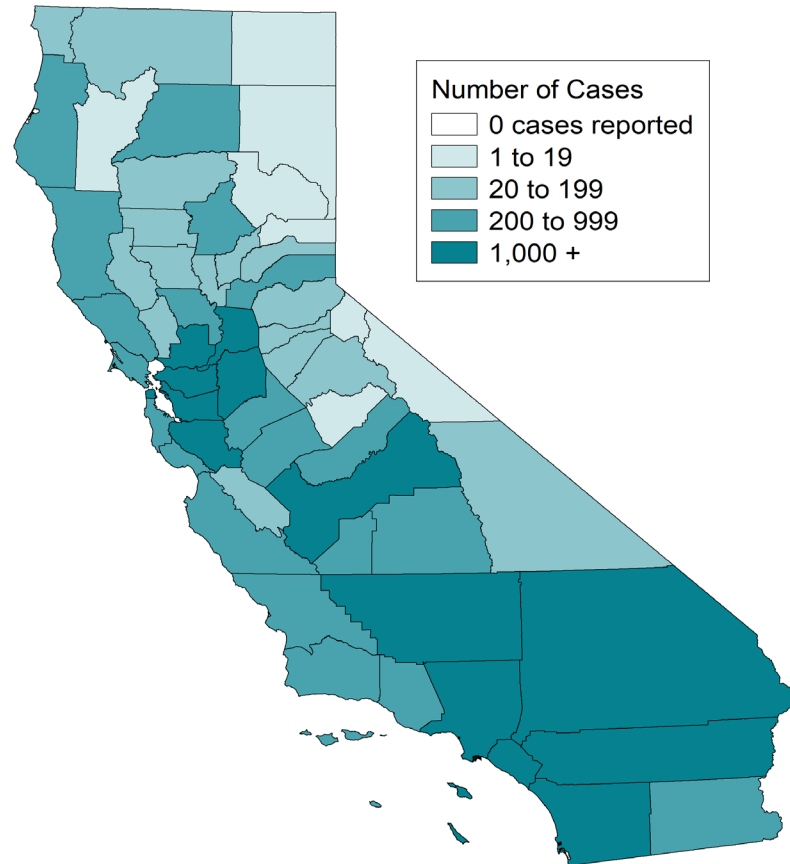 Number of Cases
0 cases reported
1 to 19
20 to 199
200 to 999
1,000 +